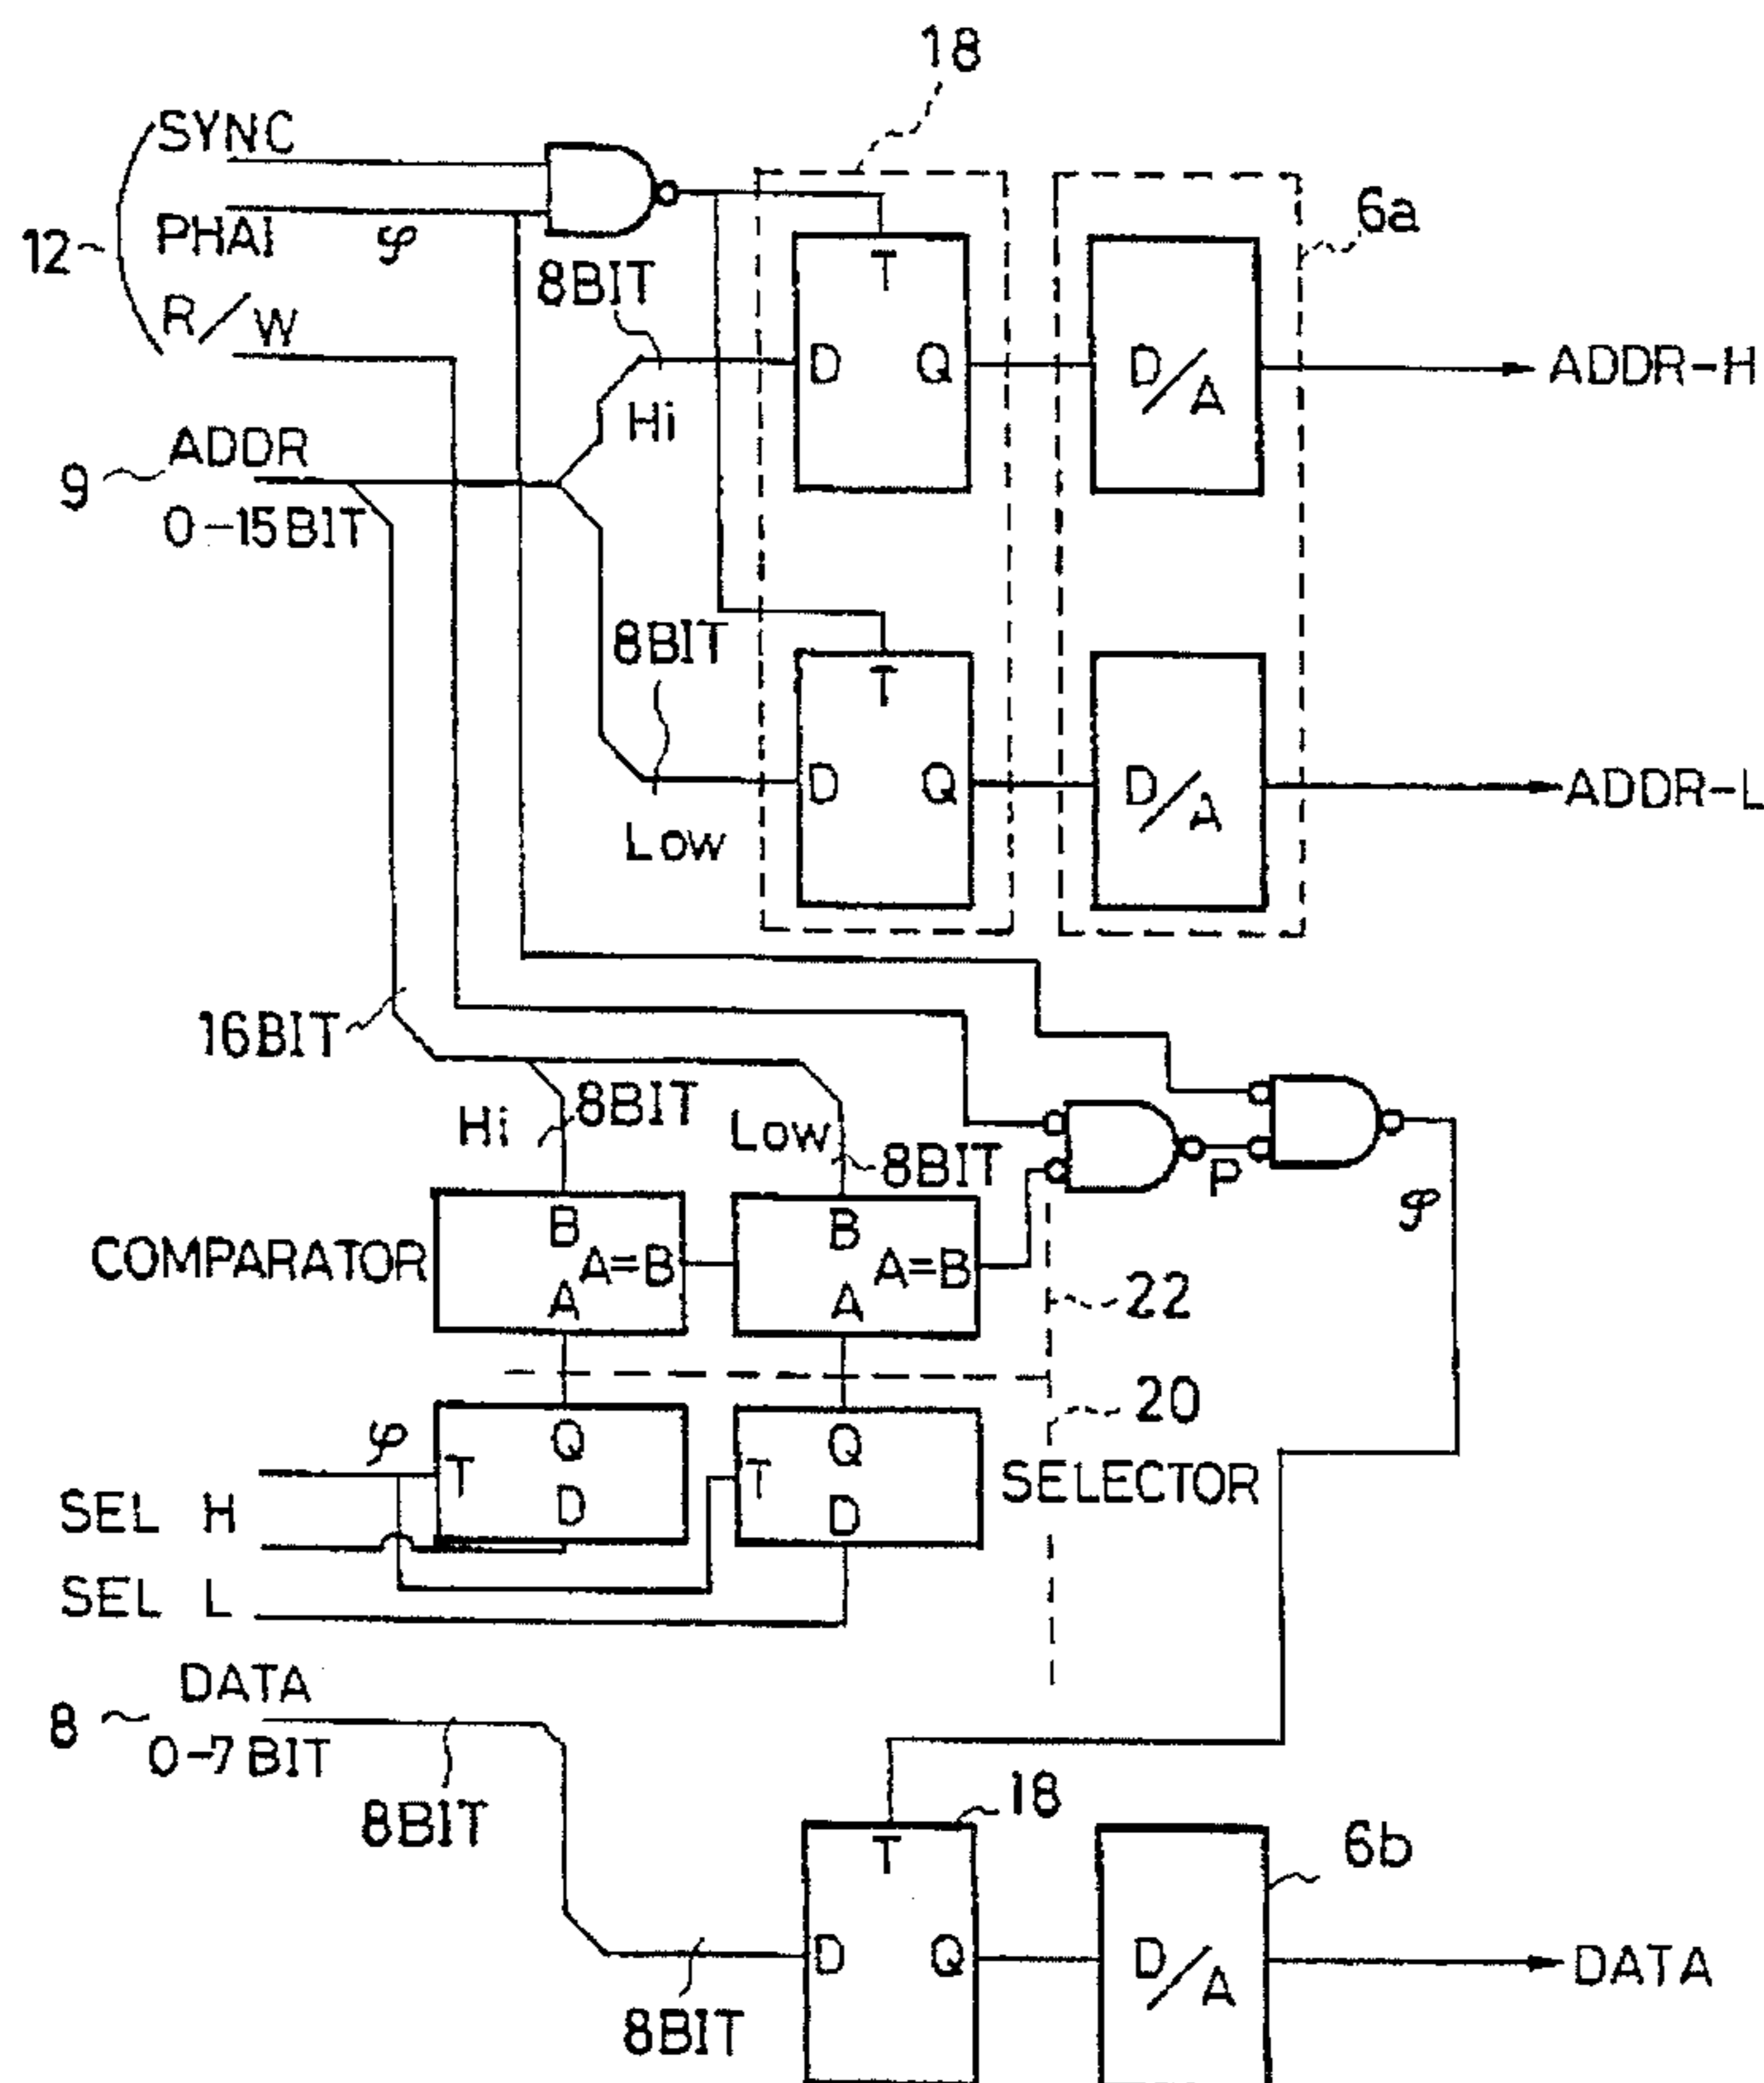 18
SYNC
PHAI φ
R/W
12
6a
8BIT
T
D Q
D/A
ADDR-H
Hi
9
ADDR
0-15BIT
8BIT
T
D Q
D/A
ADDR-L
Low
16BIT
Hi
8BIT
Low
8BIT
P
φ
COMPARATOR
B
A=B
A
B
A=B
A
22
20
SELECTOR
φ
T
Q
D
T
Q
D
SEL H
SEL L
8
DATA
0-7BIT
8BIT
18
T
6b
D Q
D/A
DATA
8BIT